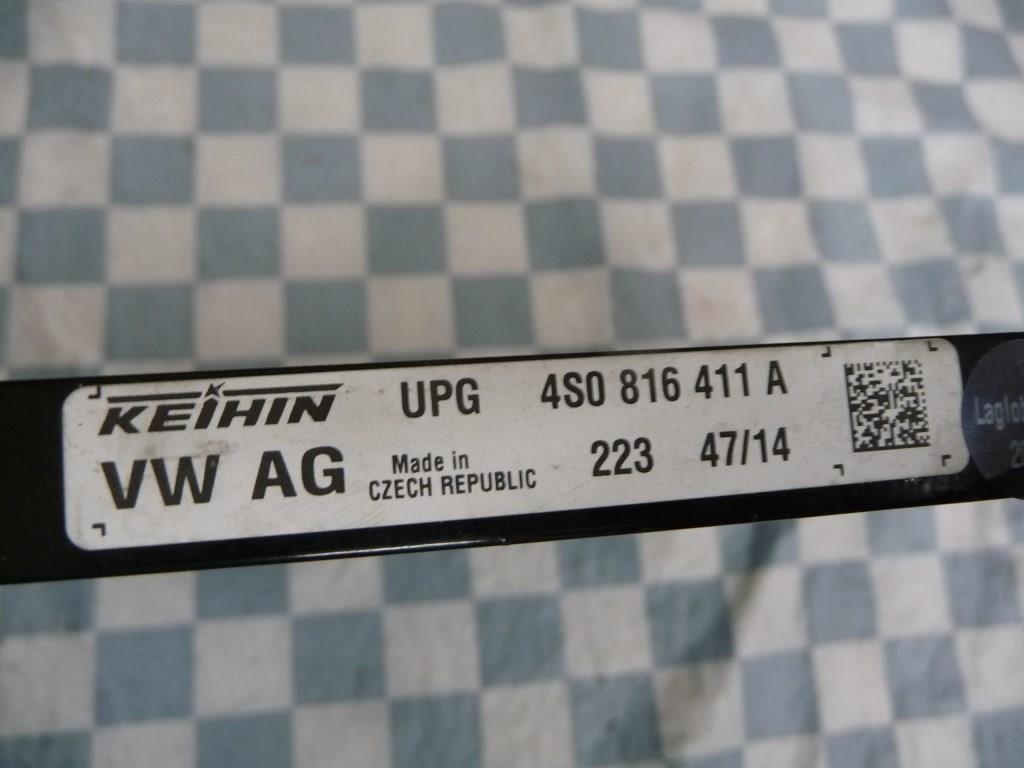 KEIHIN UPG 4S0 816 411 A
VW AG Made in CZECH REPUBLIC 223 47/14